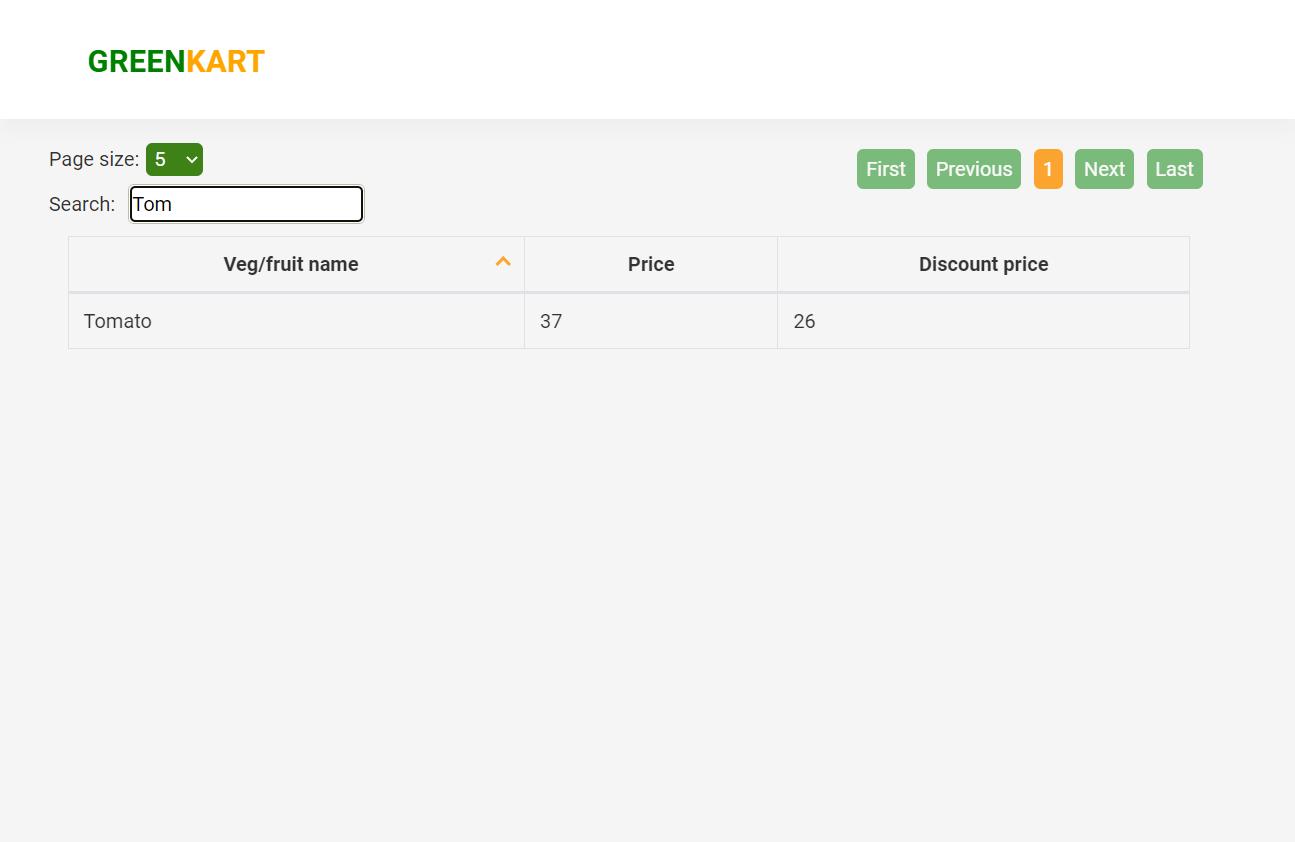 GREENKART
Page size: 5
First Previous 1 Next Last
Search: Tom
Veg/fruit name Price Discount price
Tomato 37 26